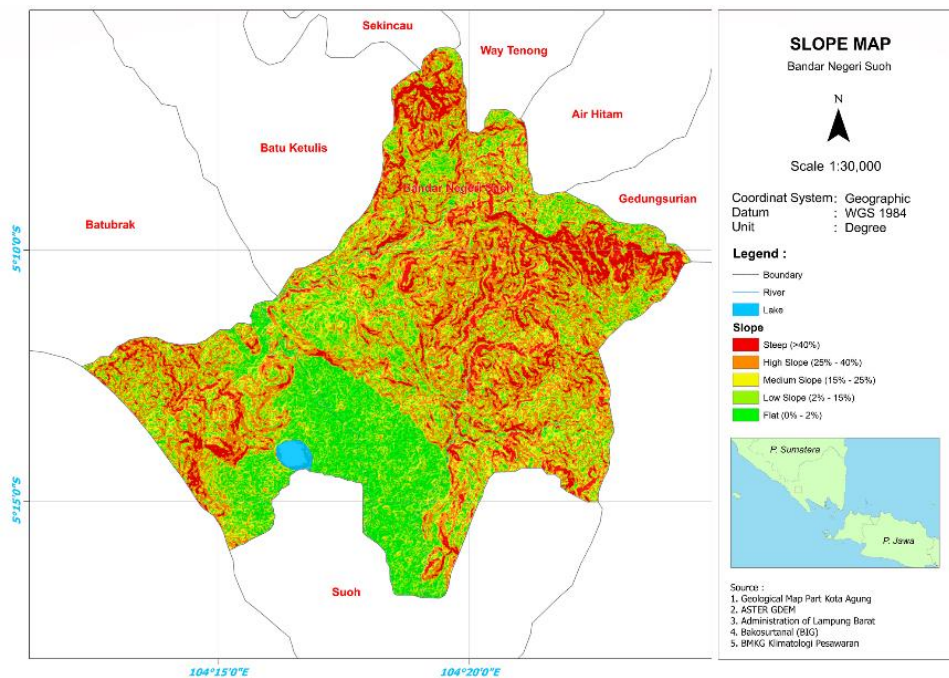 Sekincau
Way Tenong
Air Hitam
Batu Ketulis
Bandar Negeri Suoh
Gedungsurian
Batubrak
Suoh
5°10'0"S
5°15'0"S
104°15'0"E
104°20'0"E
SLOPE MAP
Bandar Negeri Suoh
N
Scale 1:30,000
Coordinat System: Geographic
Datum : WGS 1984
Unit : Degree
Legend :
Boundary
River
Lake
Slope
Steep (>40%)
High Slope (25% - 40%)
Medium Slope (15% - 25%)
Low Slope (2% - 15%)
Flat (0% - 2%)
P. Sumatera
P. Jawa
Source :
1. Geological Map Part Kota Agung
2. ASTER GDEM
3. Administration of Lampung Barat
4. Bakosurtanal (BIG)
5. BMKG Klimatologi Pesawaran